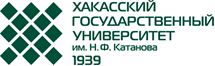 ХАКАССКИЙ
ГОСУДАРСТВЕННЫЙ
УНИВЕРСИТЕТ
им. Н.Ф. Катанова
1939